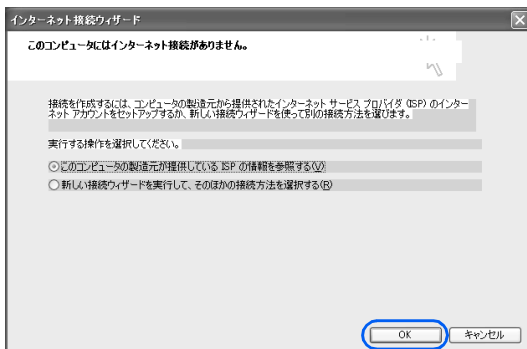 インターネット接続ウィザード
このコンピュータにはインターネット接続がありません。
接続を作成するには、コンピュータの製造元から提供されたインターネット サービス プロバイダ (ISP) のインター
ネット アカウントをセットアップするか、新しい接続ウィザードを使って別の接続方法を選びます。
実行する操作を選択してください。
このコンピュータの製造元が提供している ISP の情報を参照する(V)
新しい接続ウィザードを実行して、そのほかの接続方法を選択する(R)
OK キャンセル